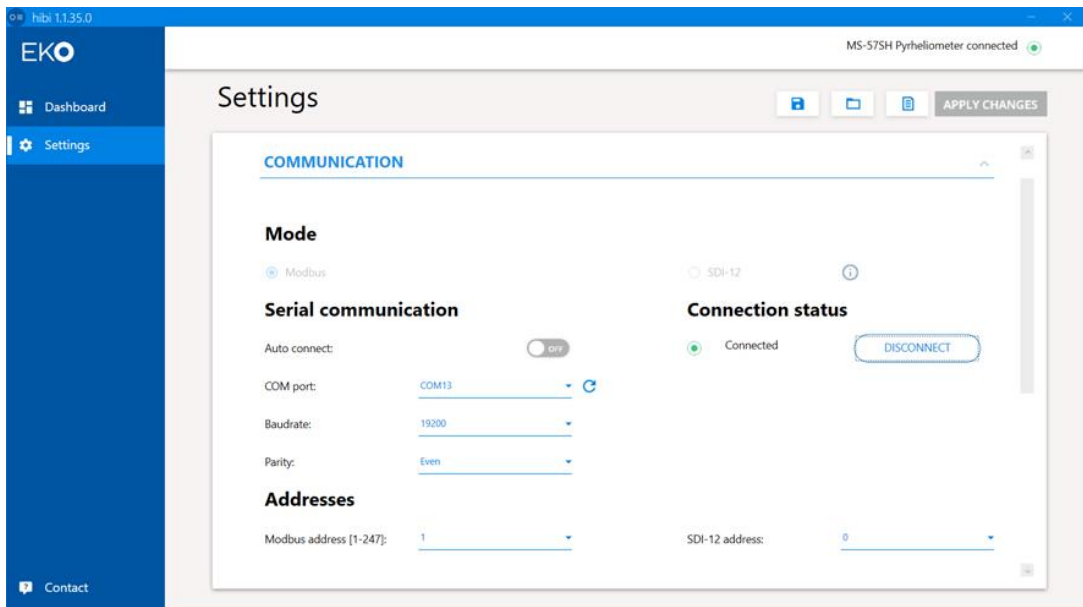 hibi 1.1.35.0
EKO
MS-57SH Pyrheliometer connected
Dashboard
Settings
Settings
APPLY CHANGES
COMMUNICATION
Mode
Modbus
SDI-12
Serial communication
Connection status
Auto connect:
OFF
Connected
DISCONNECT
COM port:
COM13
Baudrate:
19200
Parity:
Even
Addresses
Modbus address [1-247]:
1
SDI-12 address:
0
Contact